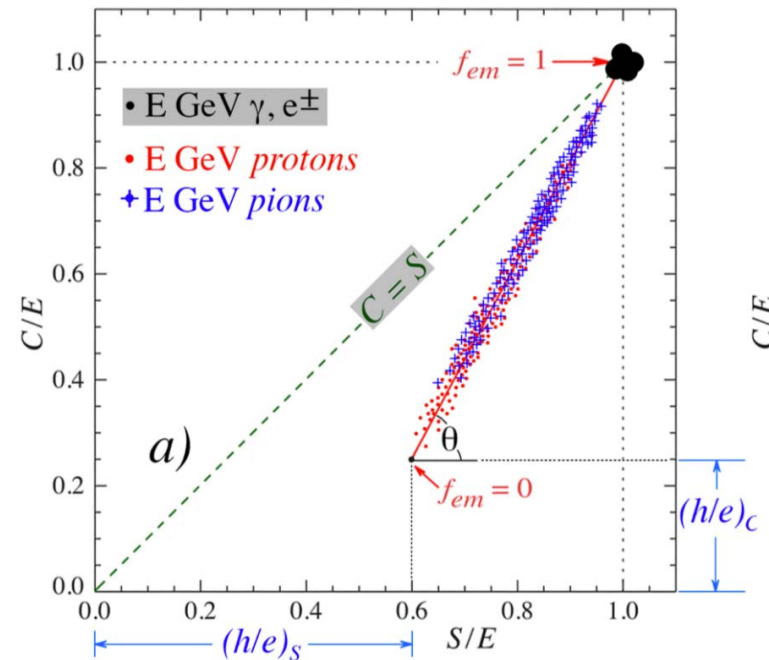 1.0
f_em = 1
• E GeV γ, e±
0.8
• E GeV protons
+ E GeV pions
0.6
C = S
C/E
C/E
0.4
a)
θ
f_em = 0
0.2
(h/e)_C
0.0
0.0 0.2 0.4 0.6 0.8 1.0
(h/e)_S
S/E